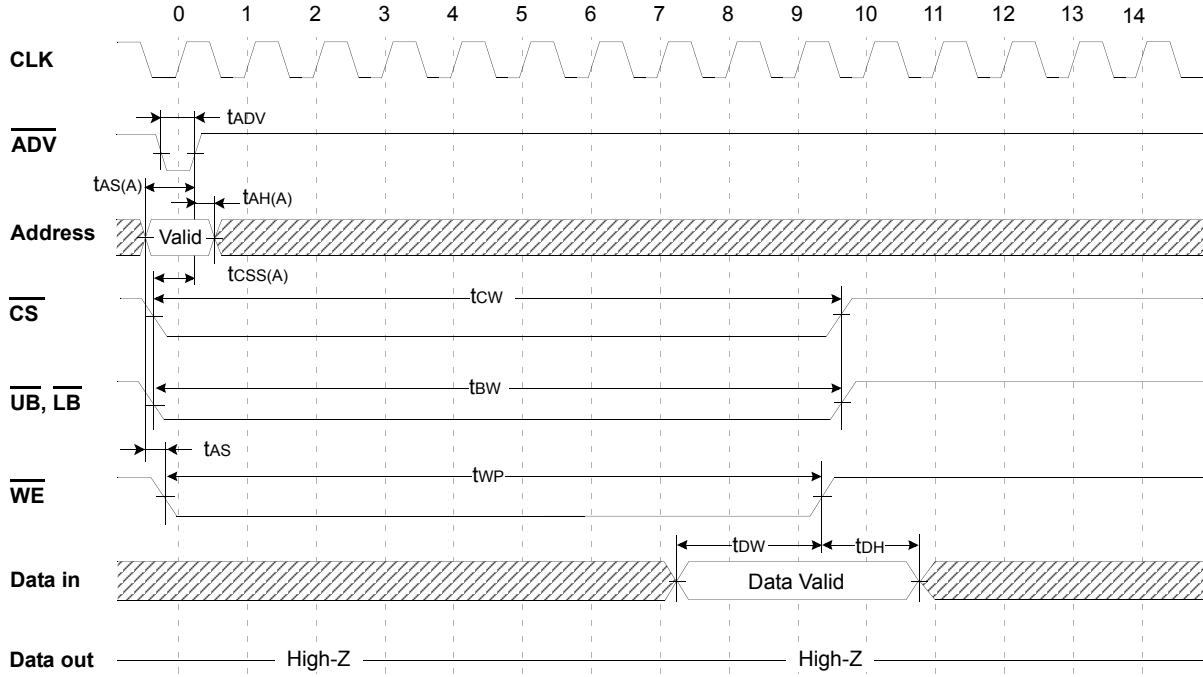 0 1 2 3 4 5 6 7 8 9 10 11 12 13 14
CLK
tADV
ADV
tAS(A)
tAH(A)
Address
Valid
tCSS(A)
tCW
CS
tBW
UB, LB
tAS
tWP
WE
tDW
tDH
Data in
Data Valid
Data out
High-Z
High-Z